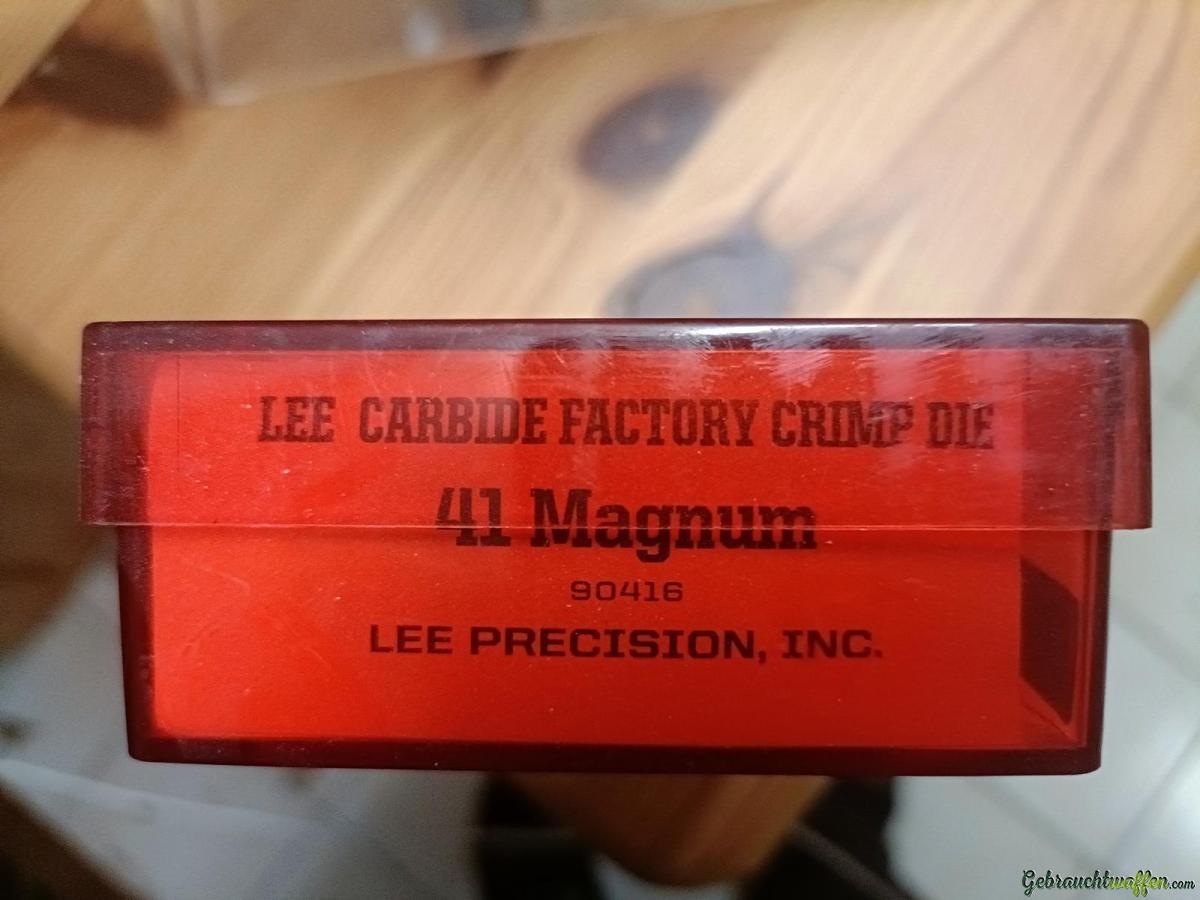 LEE CARBIDE FACTORY CRIMP DIE
41 Magnum
90416
LEE PRECISION, INC.
Gebrauchtwaffen.com